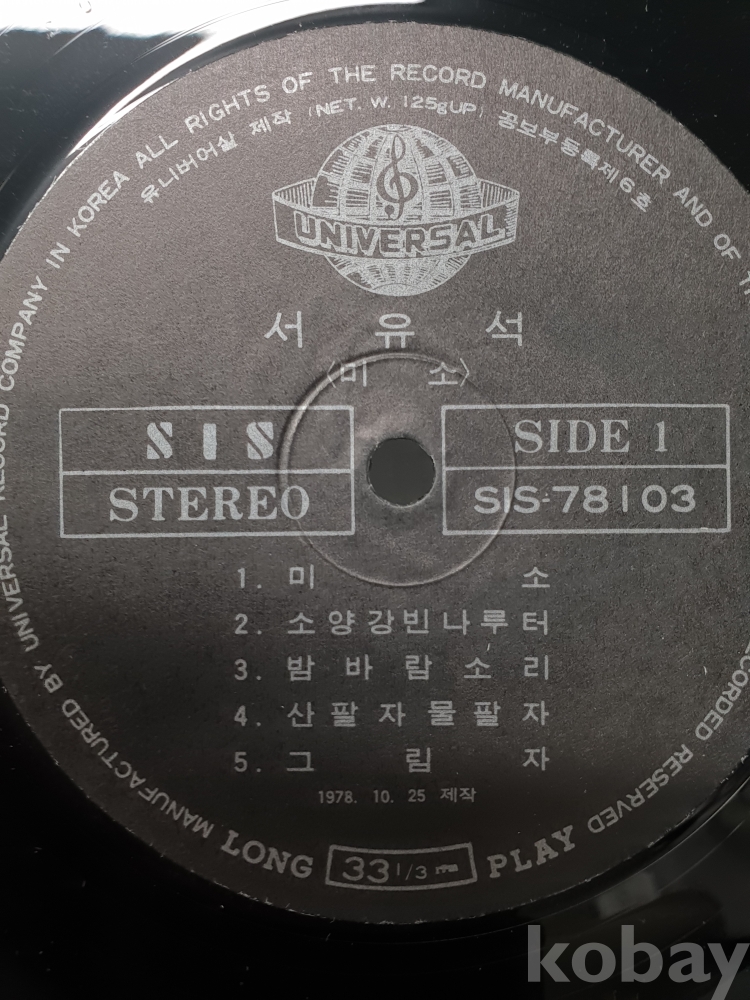 MANUFACTURED BY UNIVERSAL RECORD COMPANY IN KOREA ALL RIGHTS OF THE RECORD MANUFACTURER AND OF
RECORDED RESERVED
유니버어살 제작 (NET. W. 125gUP) 공보부등록제6호
UNIVERSAL
서 유 석
〈미 소〉
SIS
STEREO
SIDE 1
SIS-78103
1. 미 소
2. 소양강빈나루터
3. 밤바람소리
4. 산팔자물팔자
5. 그림자
1978. 10. 25 제작
LONG 33 1/3 rpm PLAY
kobay